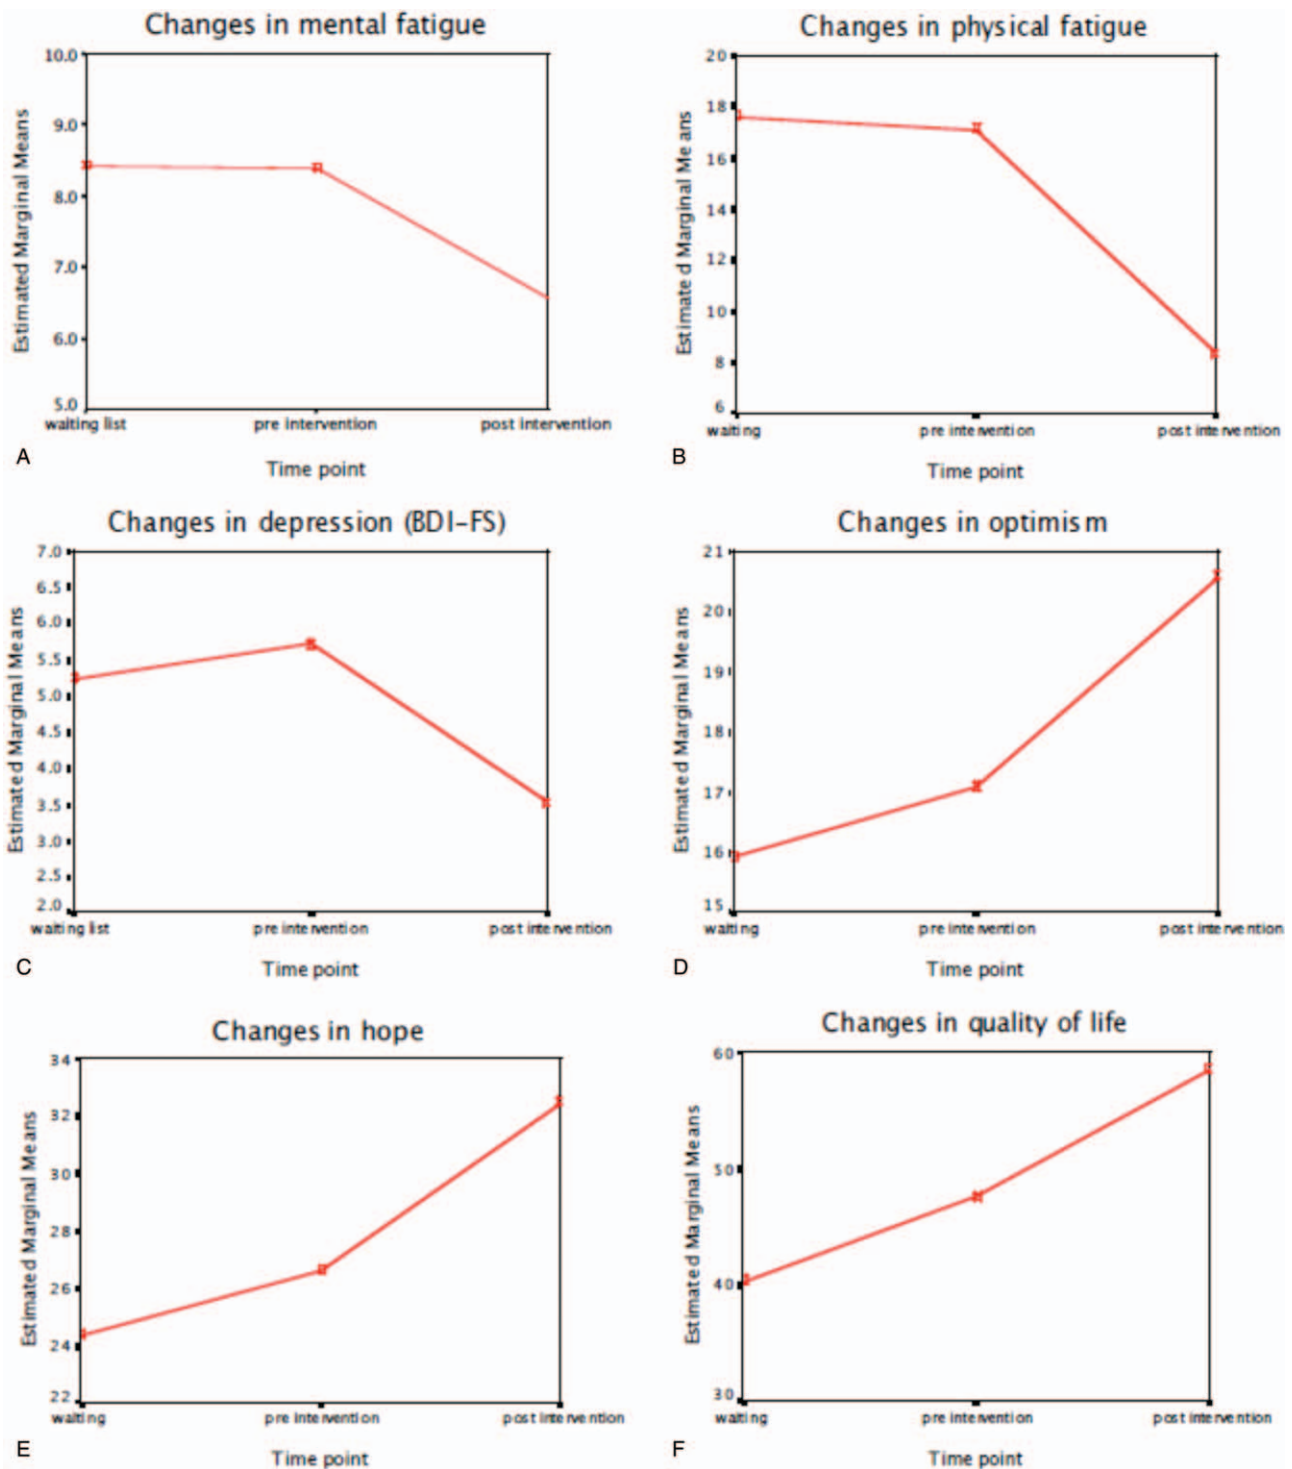 Changes in mental fatigue
Estimated Marginal Means
10.0
9.0
8.0
7.0
6.0
5.0
waiting list pre intervention post intervention
Time point
A
Changes in physical fatigue
Estimated Marginal Means
20
18
16
14
12
10
8
6
waiting pre intervention post intervention
Time point
B
Changes in depression (BDI-FS)
Estimated Marginal Means
7.0
6.5
6.0
5.5
5.0
4.5
4.0
3.5
3.0
2.5
2.0
waiting list pre intervention post intervention
Time point
C
Changes in optimism
Estimated Marginal Means
21
20
19
18
17
16
15
waiting pre intervention post intervention
Time point
D
Changes in hope
Estimated Marginal Means
34
32
30
28
26
24
22
waiting pre intervention post intervention
Time point
E
Changes in quality of life
Estimated Marginal Means
60
50
40
30
waiting pre intervention post intervention
Time point
F